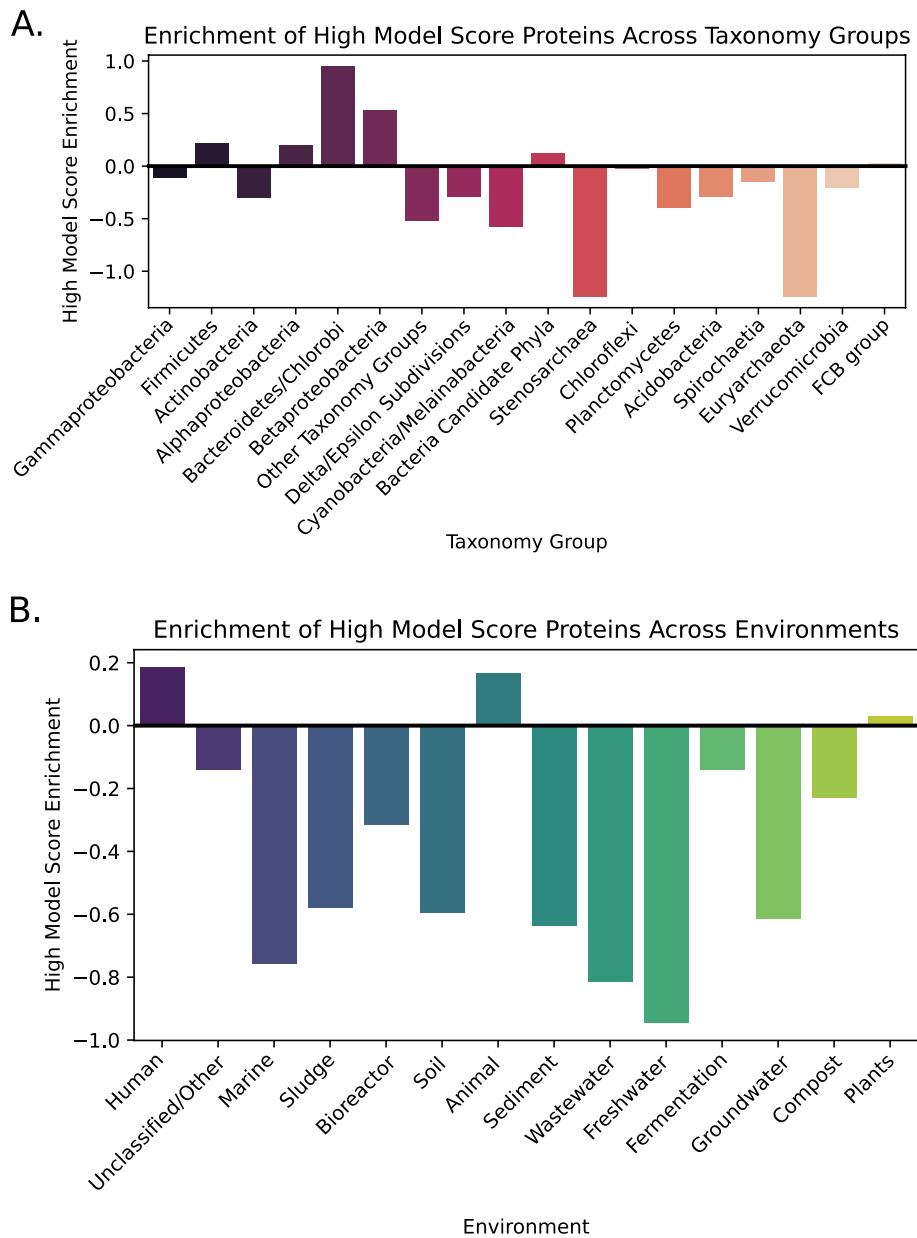 A.
Enrichment of High Model Score Proteins Across Taxonomy Groups
High Model Score Enrichment
1.0
0.5
0.0
−0.5
−1.0
Gammaproteobacteria
Firmicutes
Actinobacteria
Alphaproteobacteria
Bacteroidetes/Chlorobi
Betaproteobacteria
Other Taxonomy Groups
Delta/Epsilon Subdivisions
Cyanobacteria/Melainabacteria
Bacteria Candidate Phyla
Stenosarchaea
Chloroflexi
Planctomycetes
Acidobacteria
Spirochaetia
Euryarchaeota
Verrucomicrobia
FCB group
Taxonomy Group
B.
Enrichment of High Model Score Proteins Across Environments
High Model Score Enrichment
0.2
0.0
−0.2
−0.4
−0.6
−0.8
−1.0
Human
Unclassified/Other
Marine
Sludge
Bioreactor
Soil
Animal
Sediment
Wastewater
Freshwater
Fermentation
Groundwater
Compost
Plants
Environment